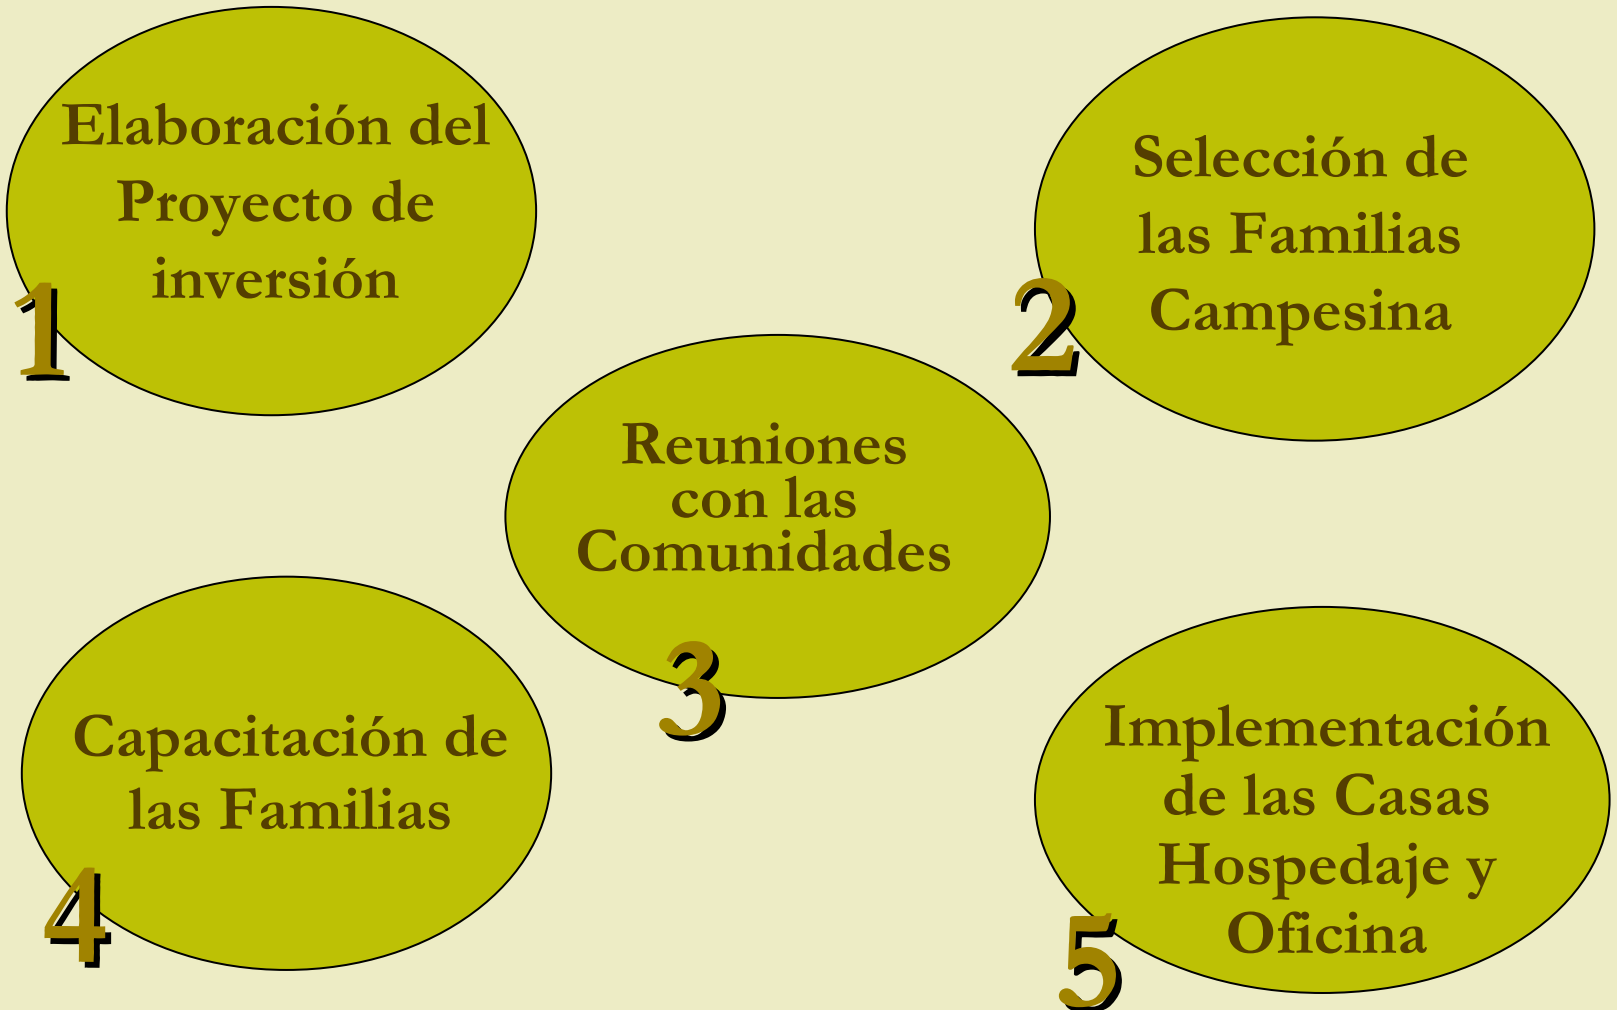 Elaboración del
Proyecto de
inversión
1
Selección de
las Familias
Campesina
2
Reuniones
con las
Comunidades
3
Capacitación de
las Familias
4
Implementación
de las Casas
Hospedaje y
Oficina
5